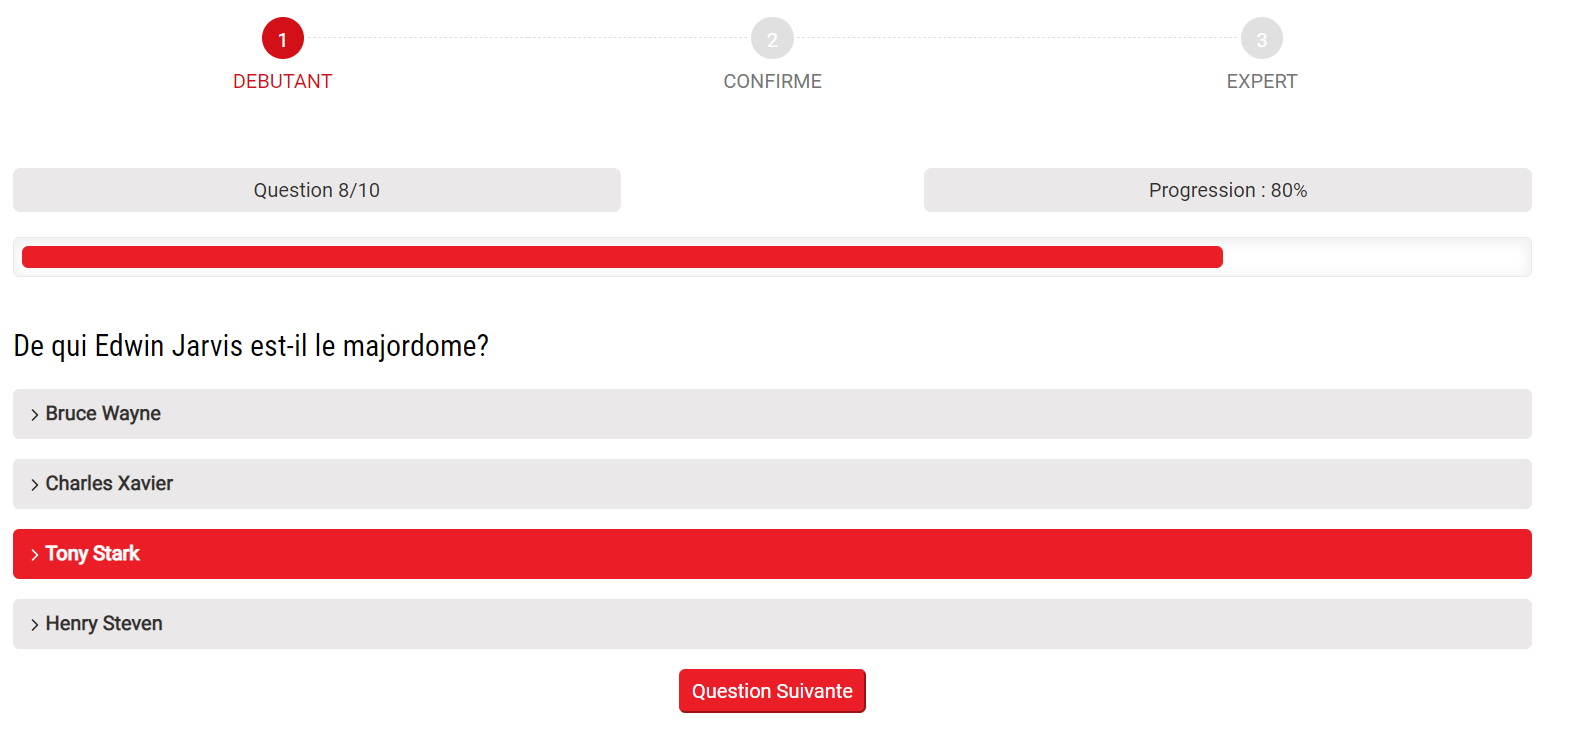 1
2
3
DEBUTANT
CONFIRME
EXPERT
Question 8/10
Progression : 80%
De qui Edwin Jarvis est-il le majordome?
Bruce Wayne
Charles Xavier
Tony Stark
Henry Steven
Question Suivante